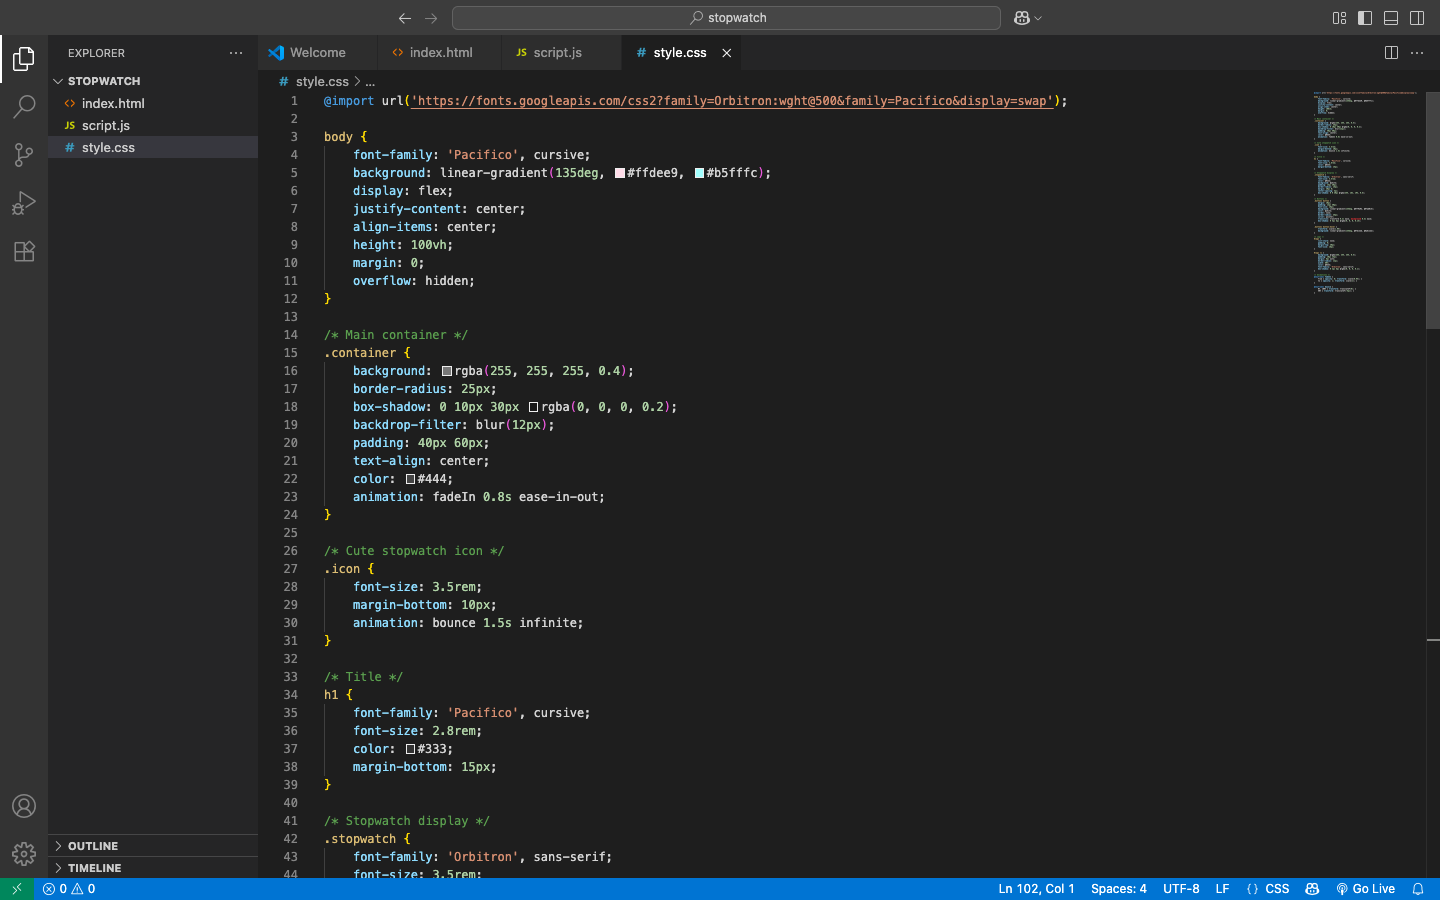 stopwatch
EXPLORER
Welcome
index.html
JS script.js
# style.css
STOPWATCH
index.html
JS script.js
# style.css
# style.css > ...
1 @import url('https://fonts.googleapis.com/css2?family=Orbitron:wght@500&family=Pacifico&display=swap');
2
3 body {
4 font-family: 'Pacifico', cursive;
5 background: linear-gradient(135deg, #ffdee9, #b5fffc);
6 display: flex;
7 justify-content: center;
8 align-items: center;
9 height: 100vh;
10 margin: 0;
11 overflow: hidden;
12 }
13
14 /* Main container */
15 .container {
16 background: rgba(255, 255, 255, 0.4);
17 border-radius: 25px;
18 box-shadow: 0 10px 30px rgba(0, 0, 0, 0.2);
19 backdrop-filter: blur(12px);
20 padding: 40px 60px;
21 text-align: center;
22 color: #444;
23 animation: fadeIn 0.8s ease-in-out;
24 }
25
26 /* Cute stopwatch icon */
27 .icon {
28 font-size: 3.5rem;
29 margin-bottom: 10px;
30 animation: bounce 1.5s infinite;
31 }
32
33 /* Title */
34 h1 {
35 font-family: 'Pacifico', cursive;
36 font-size: 2.8rem;
37 color: #333;
38 margin-bottom: 15px;
39 }
40
41 /* Stopwatch display */
42 .stopwatch {
43 font-family: 'Orbitron', sans-serif;
44 font-size: 3.5rem;
OUTLINE
TIMELINE
0 0
Ln 102, Col 1 Spaces: 4 UTF-8 LF {} CSS Go Live